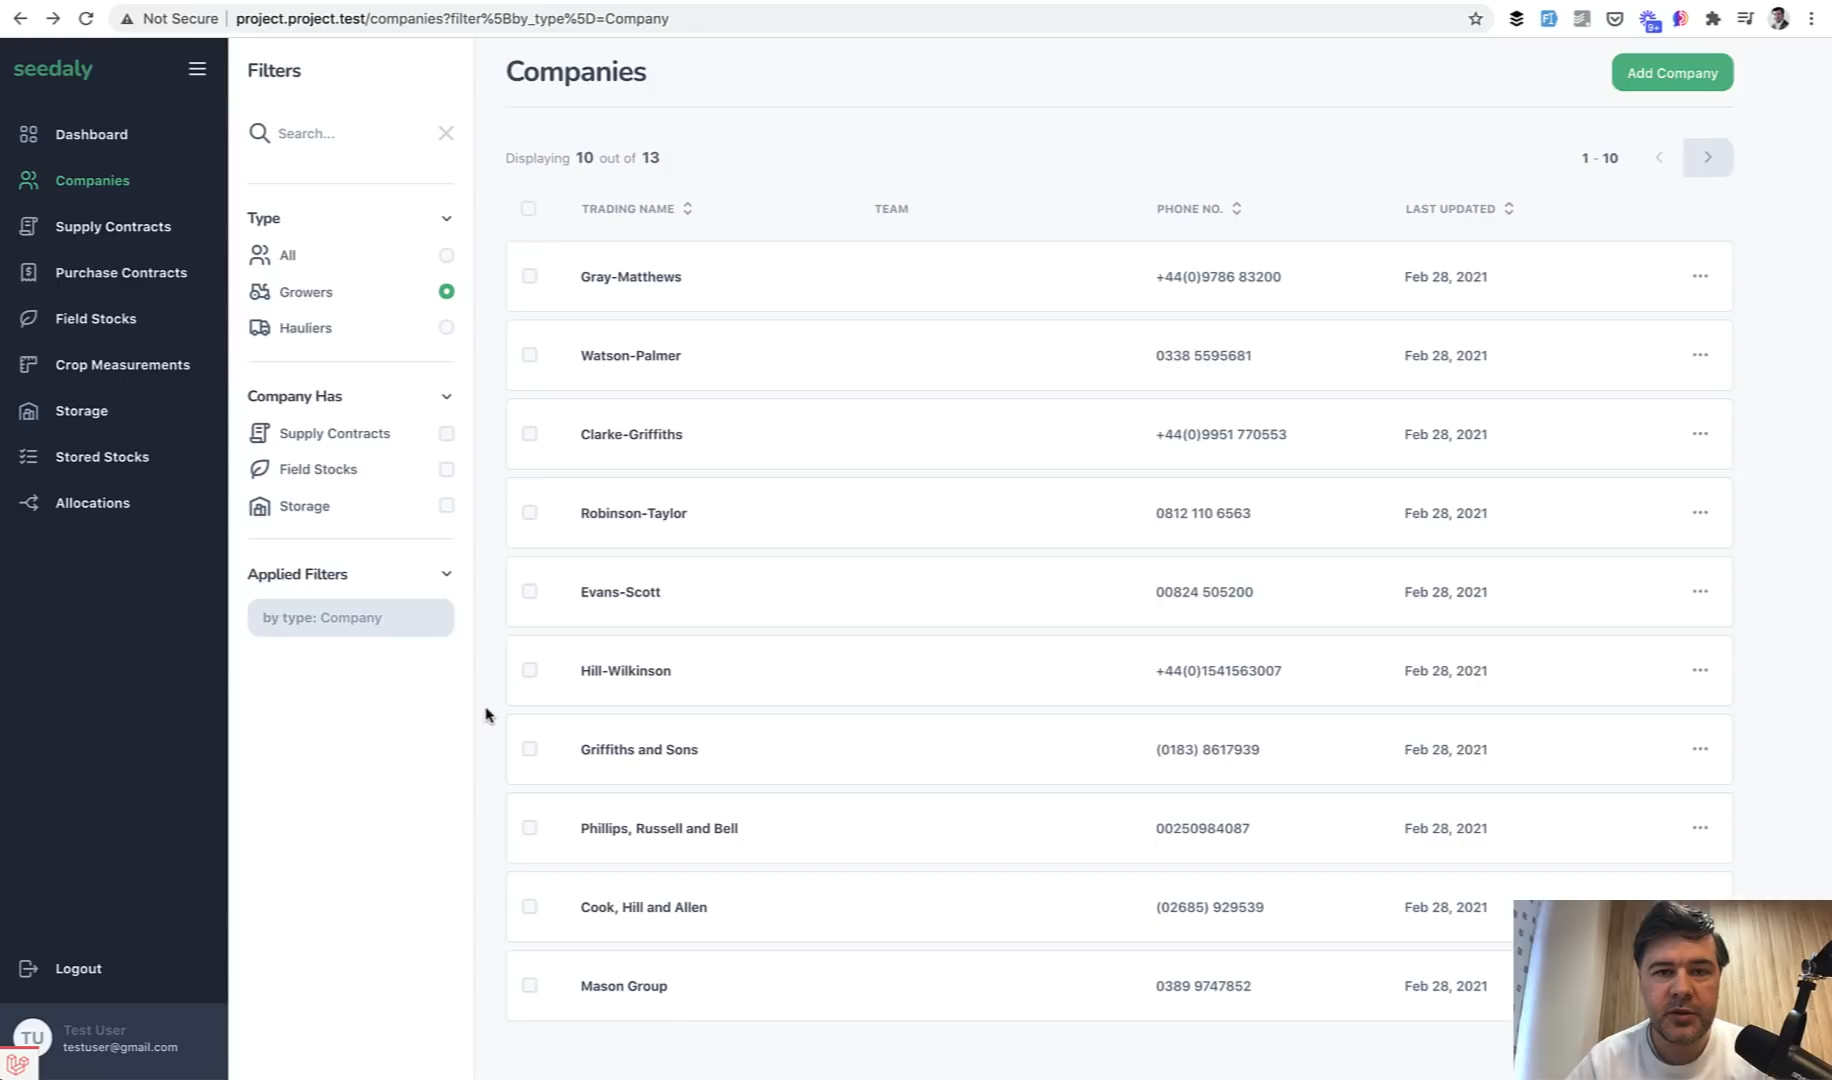 Not Secure
project.project.test/companies?filter%5Bby_type%5D=Company
9+
seedaly
Dashboard
Companies
Supply Contracts
Purchase Contracts
Field Stocks
Crop Measurements
Storage
Stored Stocks
Allocations
Logout
TU
Test User
testuser@gmail.com
Filters
Search...
Type
All
Growers
Hauliers
Company Has
Supply Contracts
Field Stocks
Storage
Applied Filters
by type: Company
Companies
Add Company
Displaying 10 out of 13
1 - 10
TRADING NAME TEAM PHONE NO. LAST UPDATED
Gray-Matthews +44(0)9786 83200 Feb 28, 2021
Watson-Palmer 0338 5595681 Feb 28, 2021
Clarke-Griffiths +44(0)9951 770553 Feb 28, 2021
Robinson-Taylor 0812 110 6563 Feb 28, 2021
Evans-Scott 00824 505200 Feb 28, 2021
Hill-Wilkinson +44(0)1541563007 Feb 28, 2021
Griffiths and Sons (0183) 8617939 Feb 28, 2021
Phillips, Russell and Bell 00250984087 Feb 28, 2021
Cook, Hill and Allen (02685) 929539 Feb 28, 2021
Mason Group 0389 9747852 Feb 28, 2021